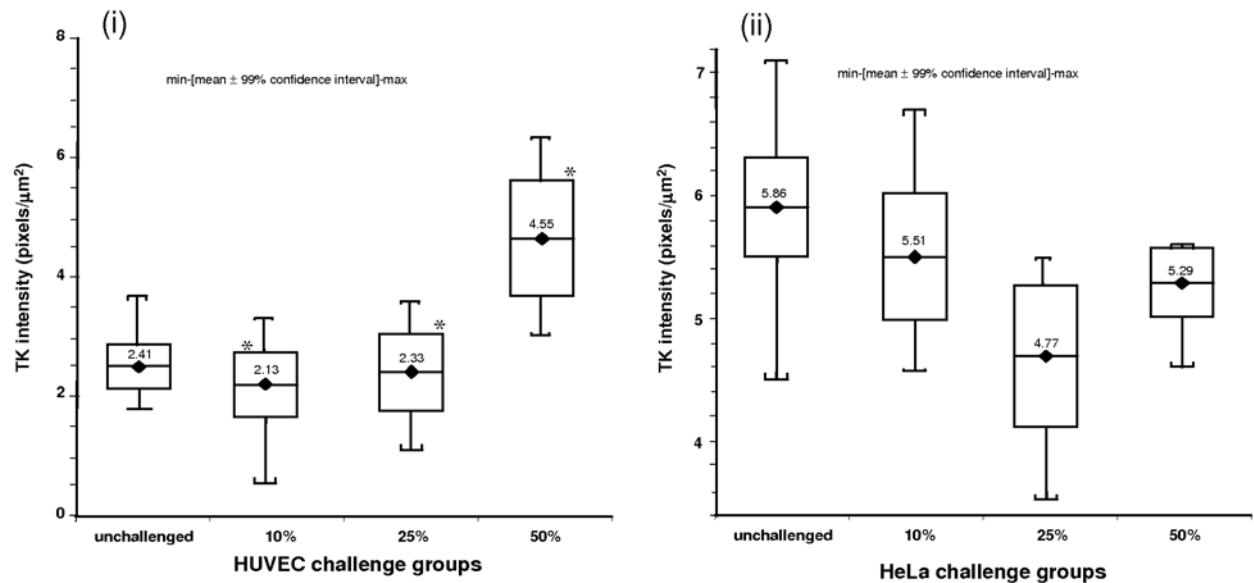 (i)
min-[mean ± 99% confidence interval]-max
TK intensity (pixels/μm²)
8
6
4
2
0
2.41
*
2.13
2.33
*
4.55
*
unchallenged 10% 25% 50%
HUVEC challenge groups
(ii)
min-[mean ± 99% confidence interval]-max
TK intensity (pixels/μm²)
7
6
5
4
5.86
5.51
4.77
5.29
unchallenged 10% 25% 50%
HeLa challenge groups